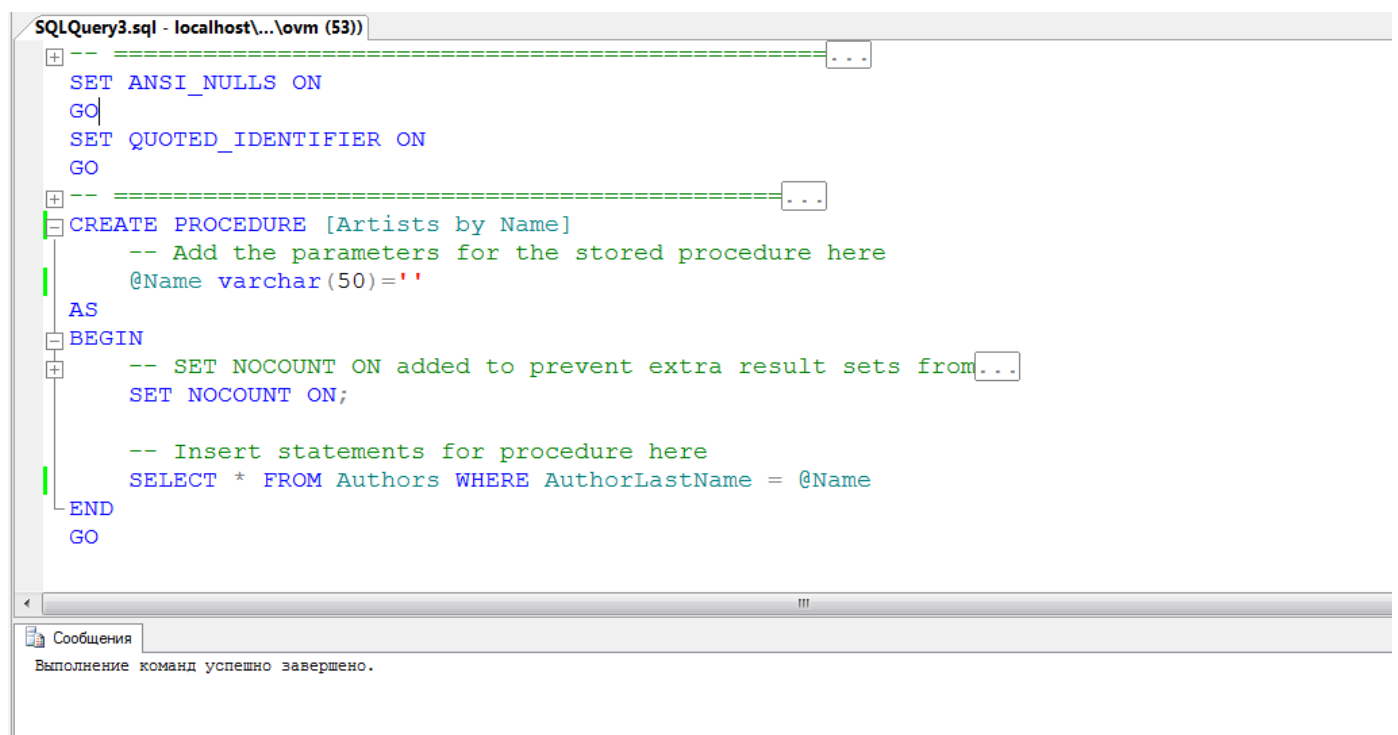 SQLQuery3.sql - localhost\...\ovm (53))
-- ================================================...
SET ANSI_NULLS ON
GO
SET QUOTED_IDENTIFIER ON
GO
-- =============================================...
CREATE PROCEDURE [Artists by Name]
-- Add the parameters for the stored procedure here
@Name varchar(50)=''
AS
BEGIN
-- SET NOCOUNT ON added to prevent extra result sets from...
SET NOCOUNT ON;
-- Insert statements for procedure here
SELECT * FROM Authors WHERE AuthorLastName = @Name
END
GO
Сообщения
Выполнение команд успешно завершено.